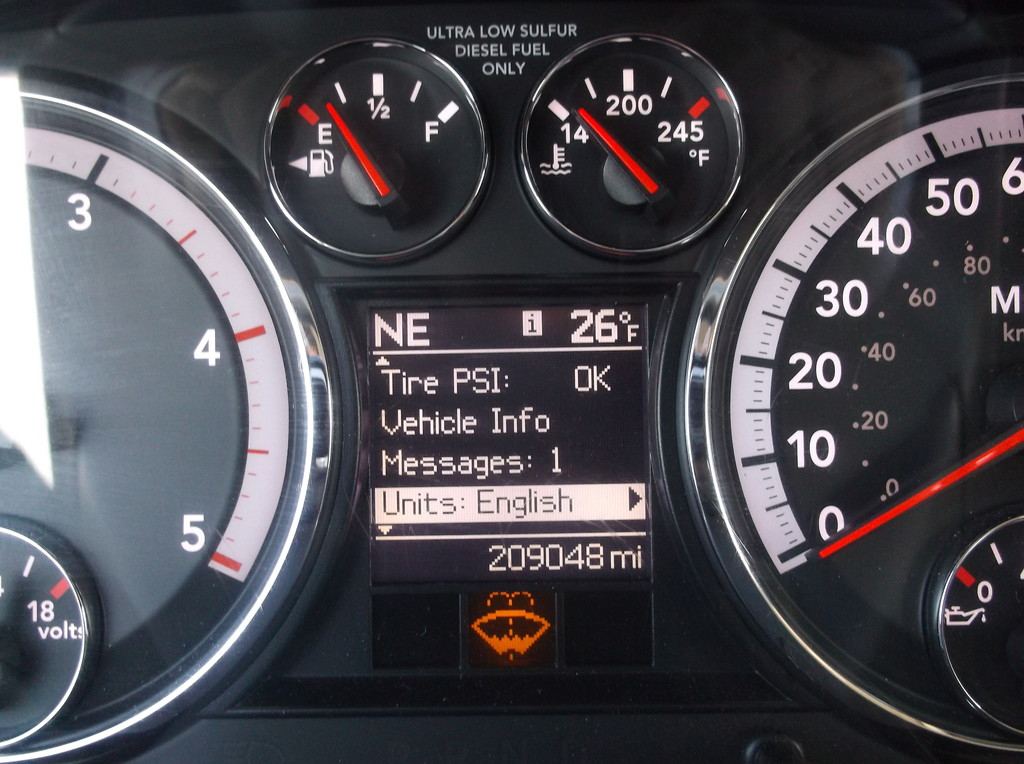 ULTRA LOW SULFUR
DIESEL FUEL
ONLY
E ½ F
14 200 245
°F
3
4
5
18
volts
NE i 26°F
Tire PSI: OK
Vehicle Info
Messages: 1
Units: English
209048 mi
50
40
30
20
10
0
80
60
40
20
0
0